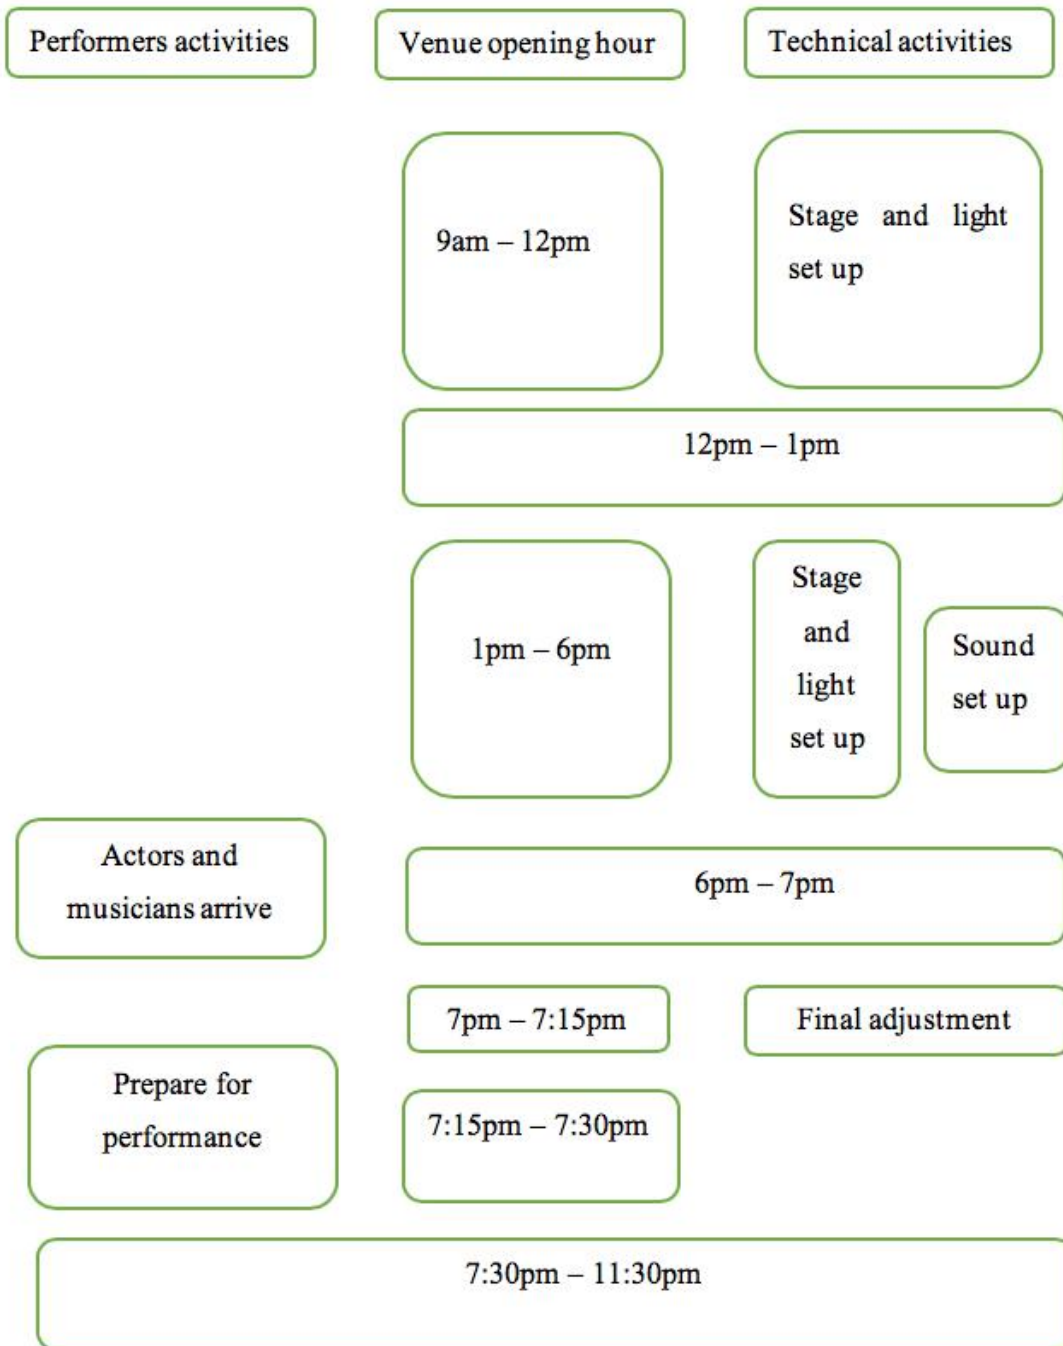 Performers activities
Venue opening hour
Technical activities
9am – 12pm
Stage and light
set up
12pm – 1pm
1pm – 6pm
Stage
and
light
set up
Sound
set up
Actors and
musicians arrive
6pm – 7pm
7pm – 7:15pm
Final adjustment
Prepare for
performance
7:15pm – 7:30pm
7:30pm – 11:30pm